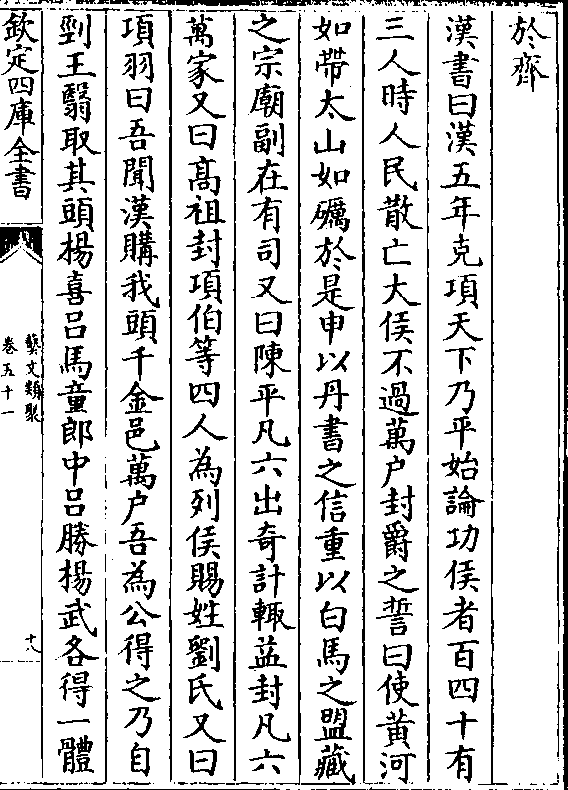 於齊
漢書曰漢五年克項天下乃平始論功侯者百四十有
三人時人民散亡大侯不過萬户封爵之誓曰使黄河
如帶太山如礪於是申以丹書之信重以白馬之盟藏
之宗廟副在有司又曰陳平凡六出奇計輙益封凡六
萬家又曰髙祖封項伯等四人為列侯賜姓劉氏又曰
項羽曰吾聞漢購我頭千金邑萬户吾為公得之乃自
剄王翳取其頭楊喜吕馬童郎中吕勝楊武各得一體
欽定四庫全書
藝文類聚
卷五十一
十八